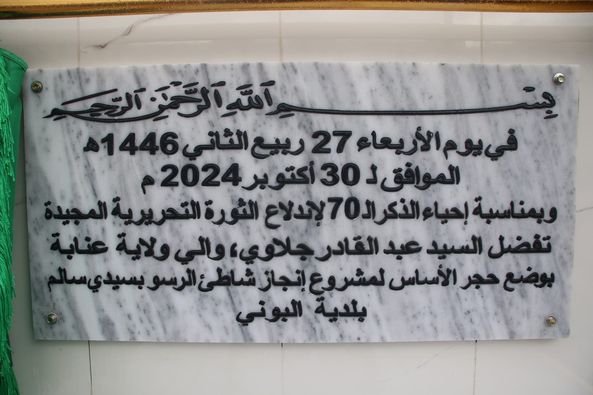 بسم الله الرحمن الرحيم
في يوم الأربعاء 27 ربيع الثاني 1446هـ
الموافق لـ 30 أكتوبر 2024 م
وبمناسبة إحياء الذكرالـ 70 لإندلاع الثورة التحريرية المجيدة
تفضل السيد عبد القادر جلاوي، والي ولاية عنابة
بوضع حجر الأساس لمشروع إنجاز شاطئ الرسو بسيدي سالم
بلدية البوني